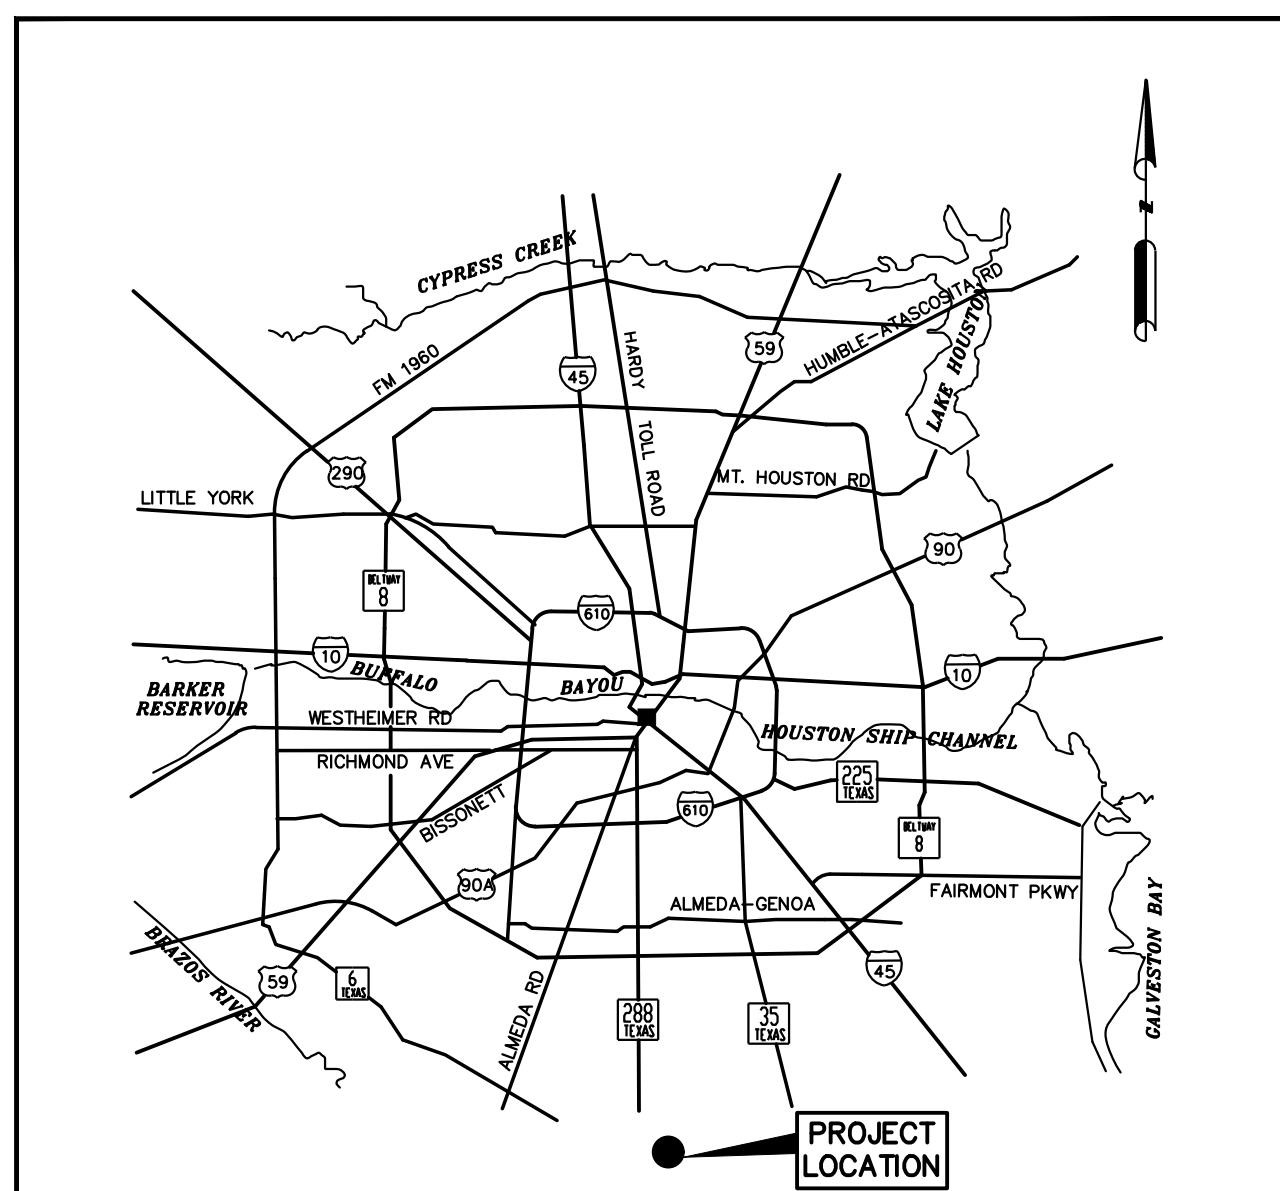 N
CYPRESS CREEK
HUMBLE-ATASCOSITA RD
LAKE HOUSTON
HARDY
TOLL ROAD
59
FM 1960
45
290
MT. HOUSTON RD
LITTLE YORK
90
BELTWAY
8
610
10
BUFFALO
BAYOU
10
BARKER
RESERVOIR
WESTHEIMER RD
HOUSTON SHIP CHANNEL
RICHMOND AVE
225
TEXAS
BISSONETT
610
BELTWAY
8
90A
FAIRMONT PKWY
ALMEDA-GENOA
GALVESTON BAY
BRAZOS RIVER
59
6
TEXAS
45
ALMEDA RD
288
TEXAS
35
TEXAS
PROJECT
LOCATION